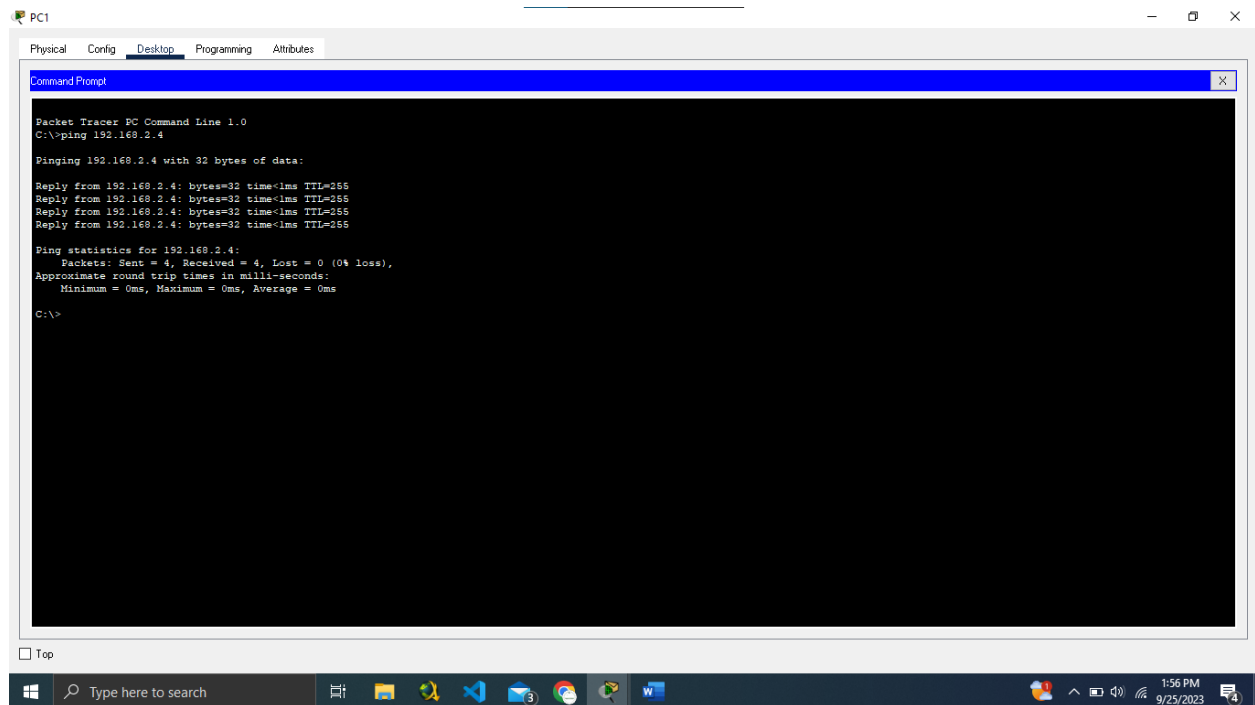 PC1
Physical Config Desktop Programming Attributes
Command Prompt
X
Packet Tracer PC Command Line 1.0
C:\>ping 192.168.2.4
Pinging 192.168.2.4 with 32 bytes of data:
Reply from 192.168.2.4: bytes=32 time<1ms TTL=255
Reply from 192.168.2.4: bytes=32 time<1ms TTL=255
Reply from 192.168.2.4: bytes=32 time<1ms TTL=255
Reply from 192.168.2.4: bytes=32 time<1ms TTL=255
Ping statistics for 192.168.2.4:
Packets: Sent = 4, Received = 4, Lost = 0 (0% loss),
Approximate round trip times in milli-seconds:
Minimum = 0ms, Maximum = 0ms, Average = 0ms
C:\>
Top
Type here to search
3
W
1
1:56 PM
9/25/2023
4